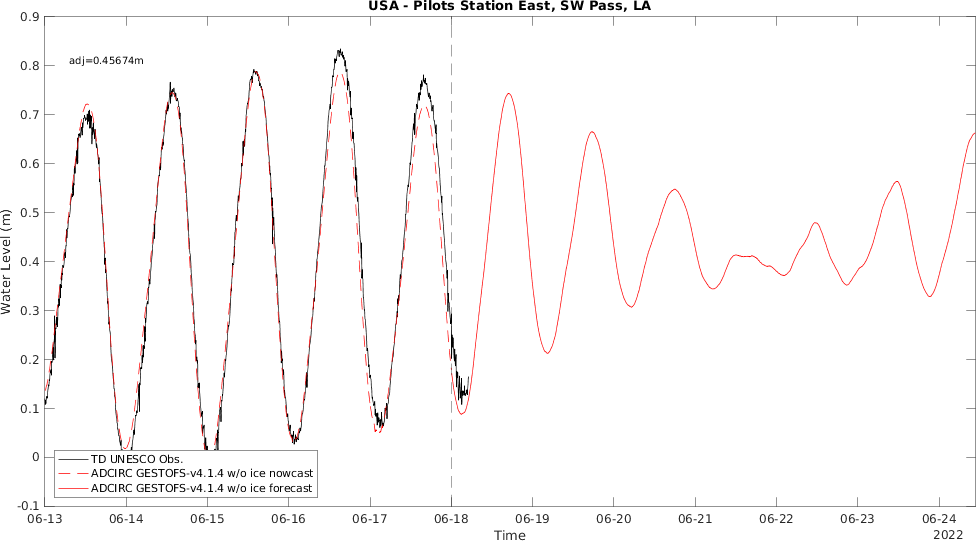 USA - Pilots Station East, SW Pass, LA
0.9
0.8
adj=0.45674m
0.7
0.6
0.5
0.4
0.3
0.2
0.1
0
-0.1
Water Level (m)
TD UNESCO Obs.
ADCIRC GESTOFS-v4.1.4 w/o ice nowcast
ADCIRC GESTOFS-v4.1.4 w/o ice forecast
06-13 06-14 06-15 06-16 06-17 06-18 06-19 06-20 06-21 06-22 06-23 06-24
Time
2022